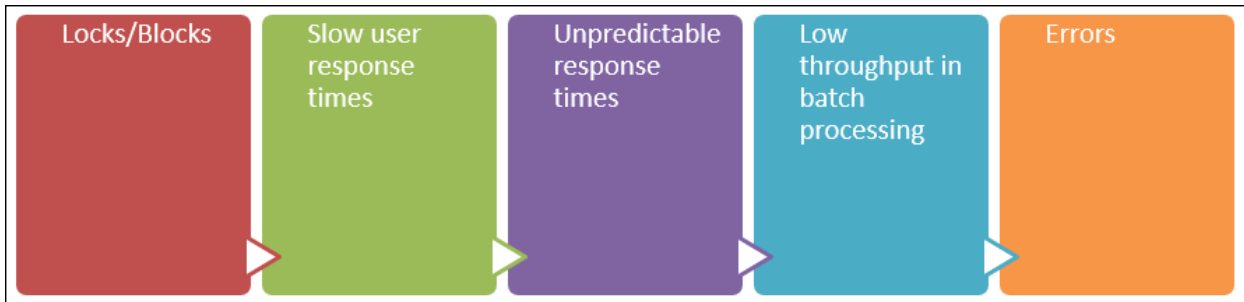 Locks/Blocks
Slow user
response
times
Unpredictable
response
times
Low
throughput in
batch
processing
Errors